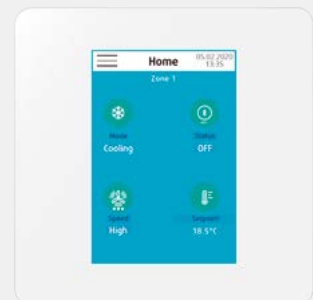 Home
05.02.2020
13:35
Zone 1
Mode
Cooling
Status
OFF
Speed
High
Setpoint
18.5°C